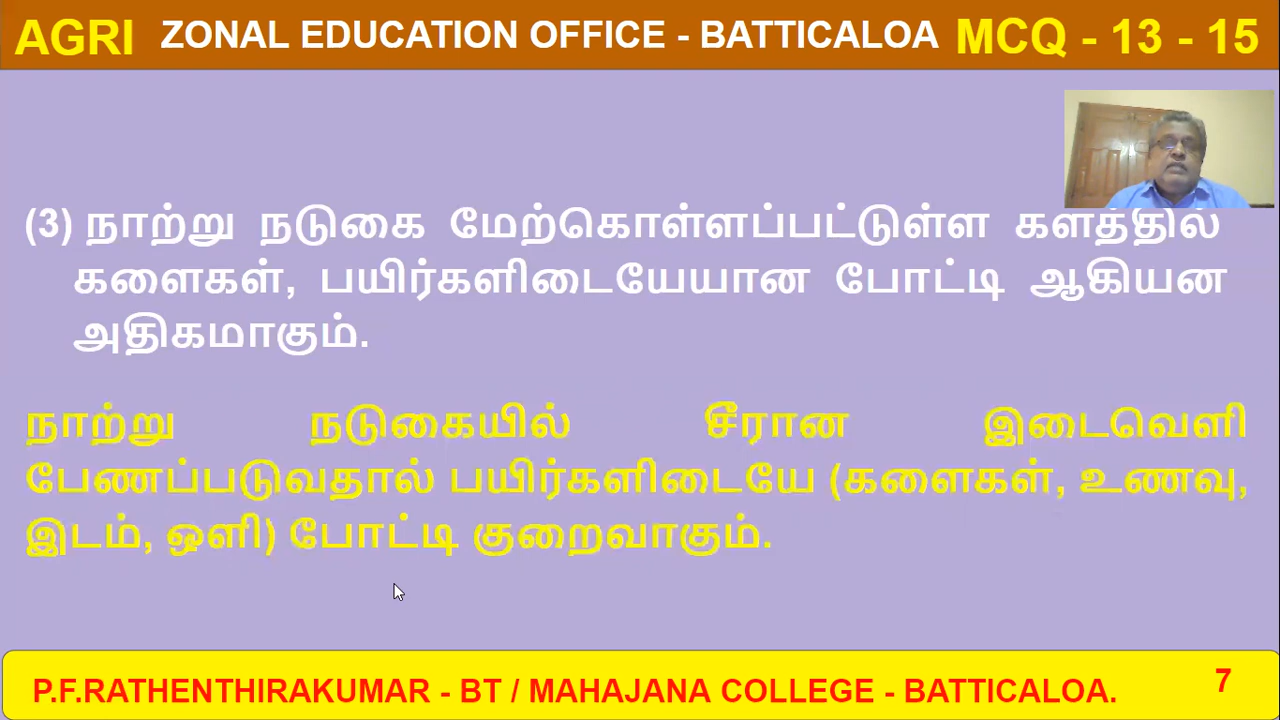 AGRI ZONAL EDUCATION OFFICE - BATTICALOA MCQ - 13 - 15
(3) நாற்று நடுகை மேற்கொள்ளப்பட்டுள்ள களத்தில்
களைகள், பயிர்களிடையேயான போட்டி ஆகியன
அதிகமாகும்.
நாற்று நடுகையில் சீரான இடைவெளி
பேணப்படுவதால் பயிர்களிடையே (களைகள், உணவு,
இடம், ஒளி) போட்டி குறைவாகும்.
P.F.RATHENTHIRAKUMAR - BT / MAHAJANA COLLEGE - BATTICALOA. 7